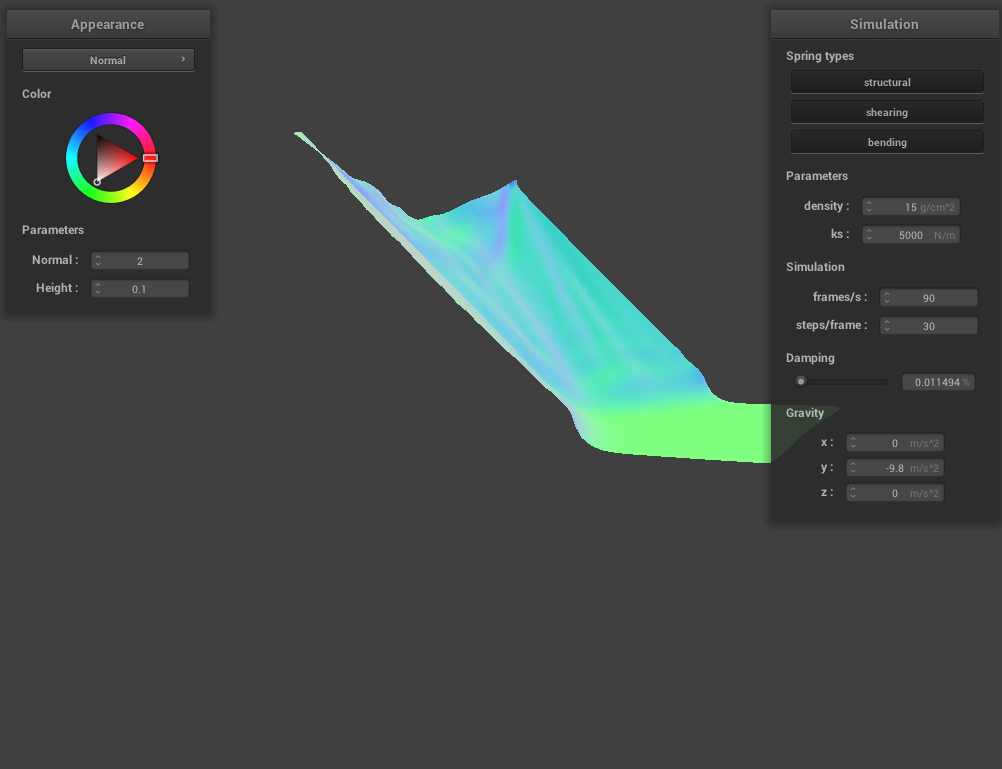 Appearance
Normal
Color
Parameters
Normal : 2
Height : 0.1
Simulation
Spring types
structural
shearing
bending
Parameters
density : 15 g/cm^2
ks : 5000 N/m
Simulation
frames/s : 90
steps/frame : 30
Damping
0.011494 %
Gravity
x : 0 m/s^2
y : -9.8 m/s^2
z : 0 m/s^2